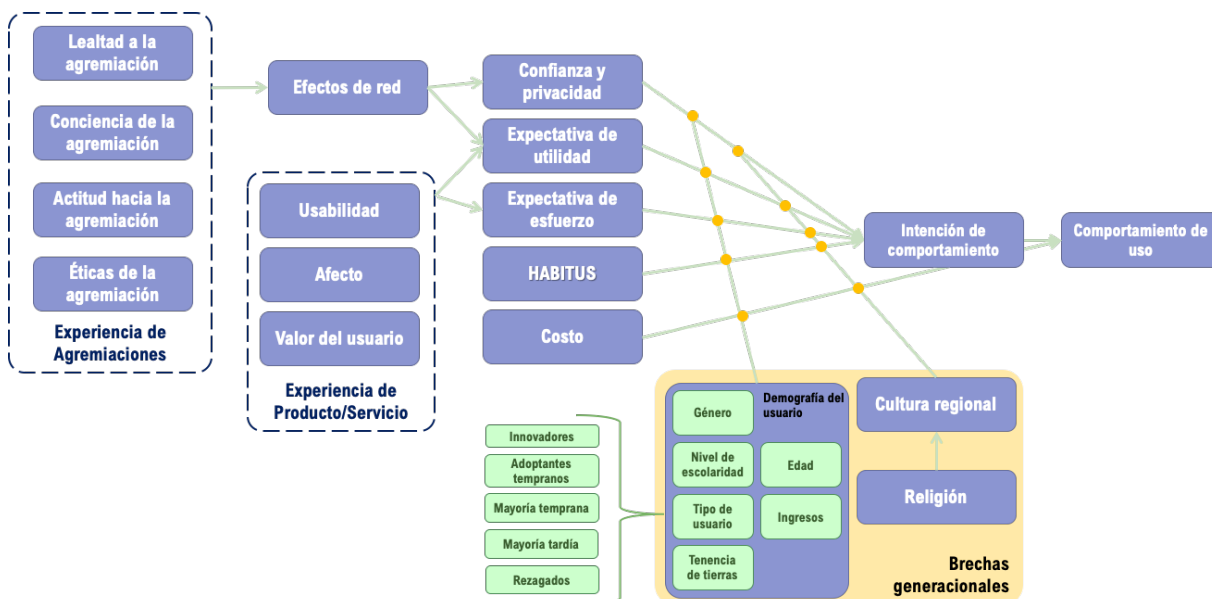 Lealtad a la
agremiación
Conciencia de la
agremiación
Actitud hacia la
agremiación
Éticas de la
agremiación
Experiencia de
Agremiaciones
Efectos de red
Usabilidad
Afecto
Valor del usuario
Experiencia de
Producto/Servicio
Confianza y
privacidad
Expectativa de
utilidad
Expectativa de
esfuerzo
HABITUS
Costo
Intención de
comportamiento
Comportamiento de
uso
Innovadores
Adoptantes
tempranos
Mayoría temprana
Mayoría tardía
Rezagados
Demografía del
usuario
Género
Nivel de
escolaridad
Edad
Tipo de
usuario
Ingresos
Tenencia
de tierras
Cultura regional
Religión
Brechas
generacionales